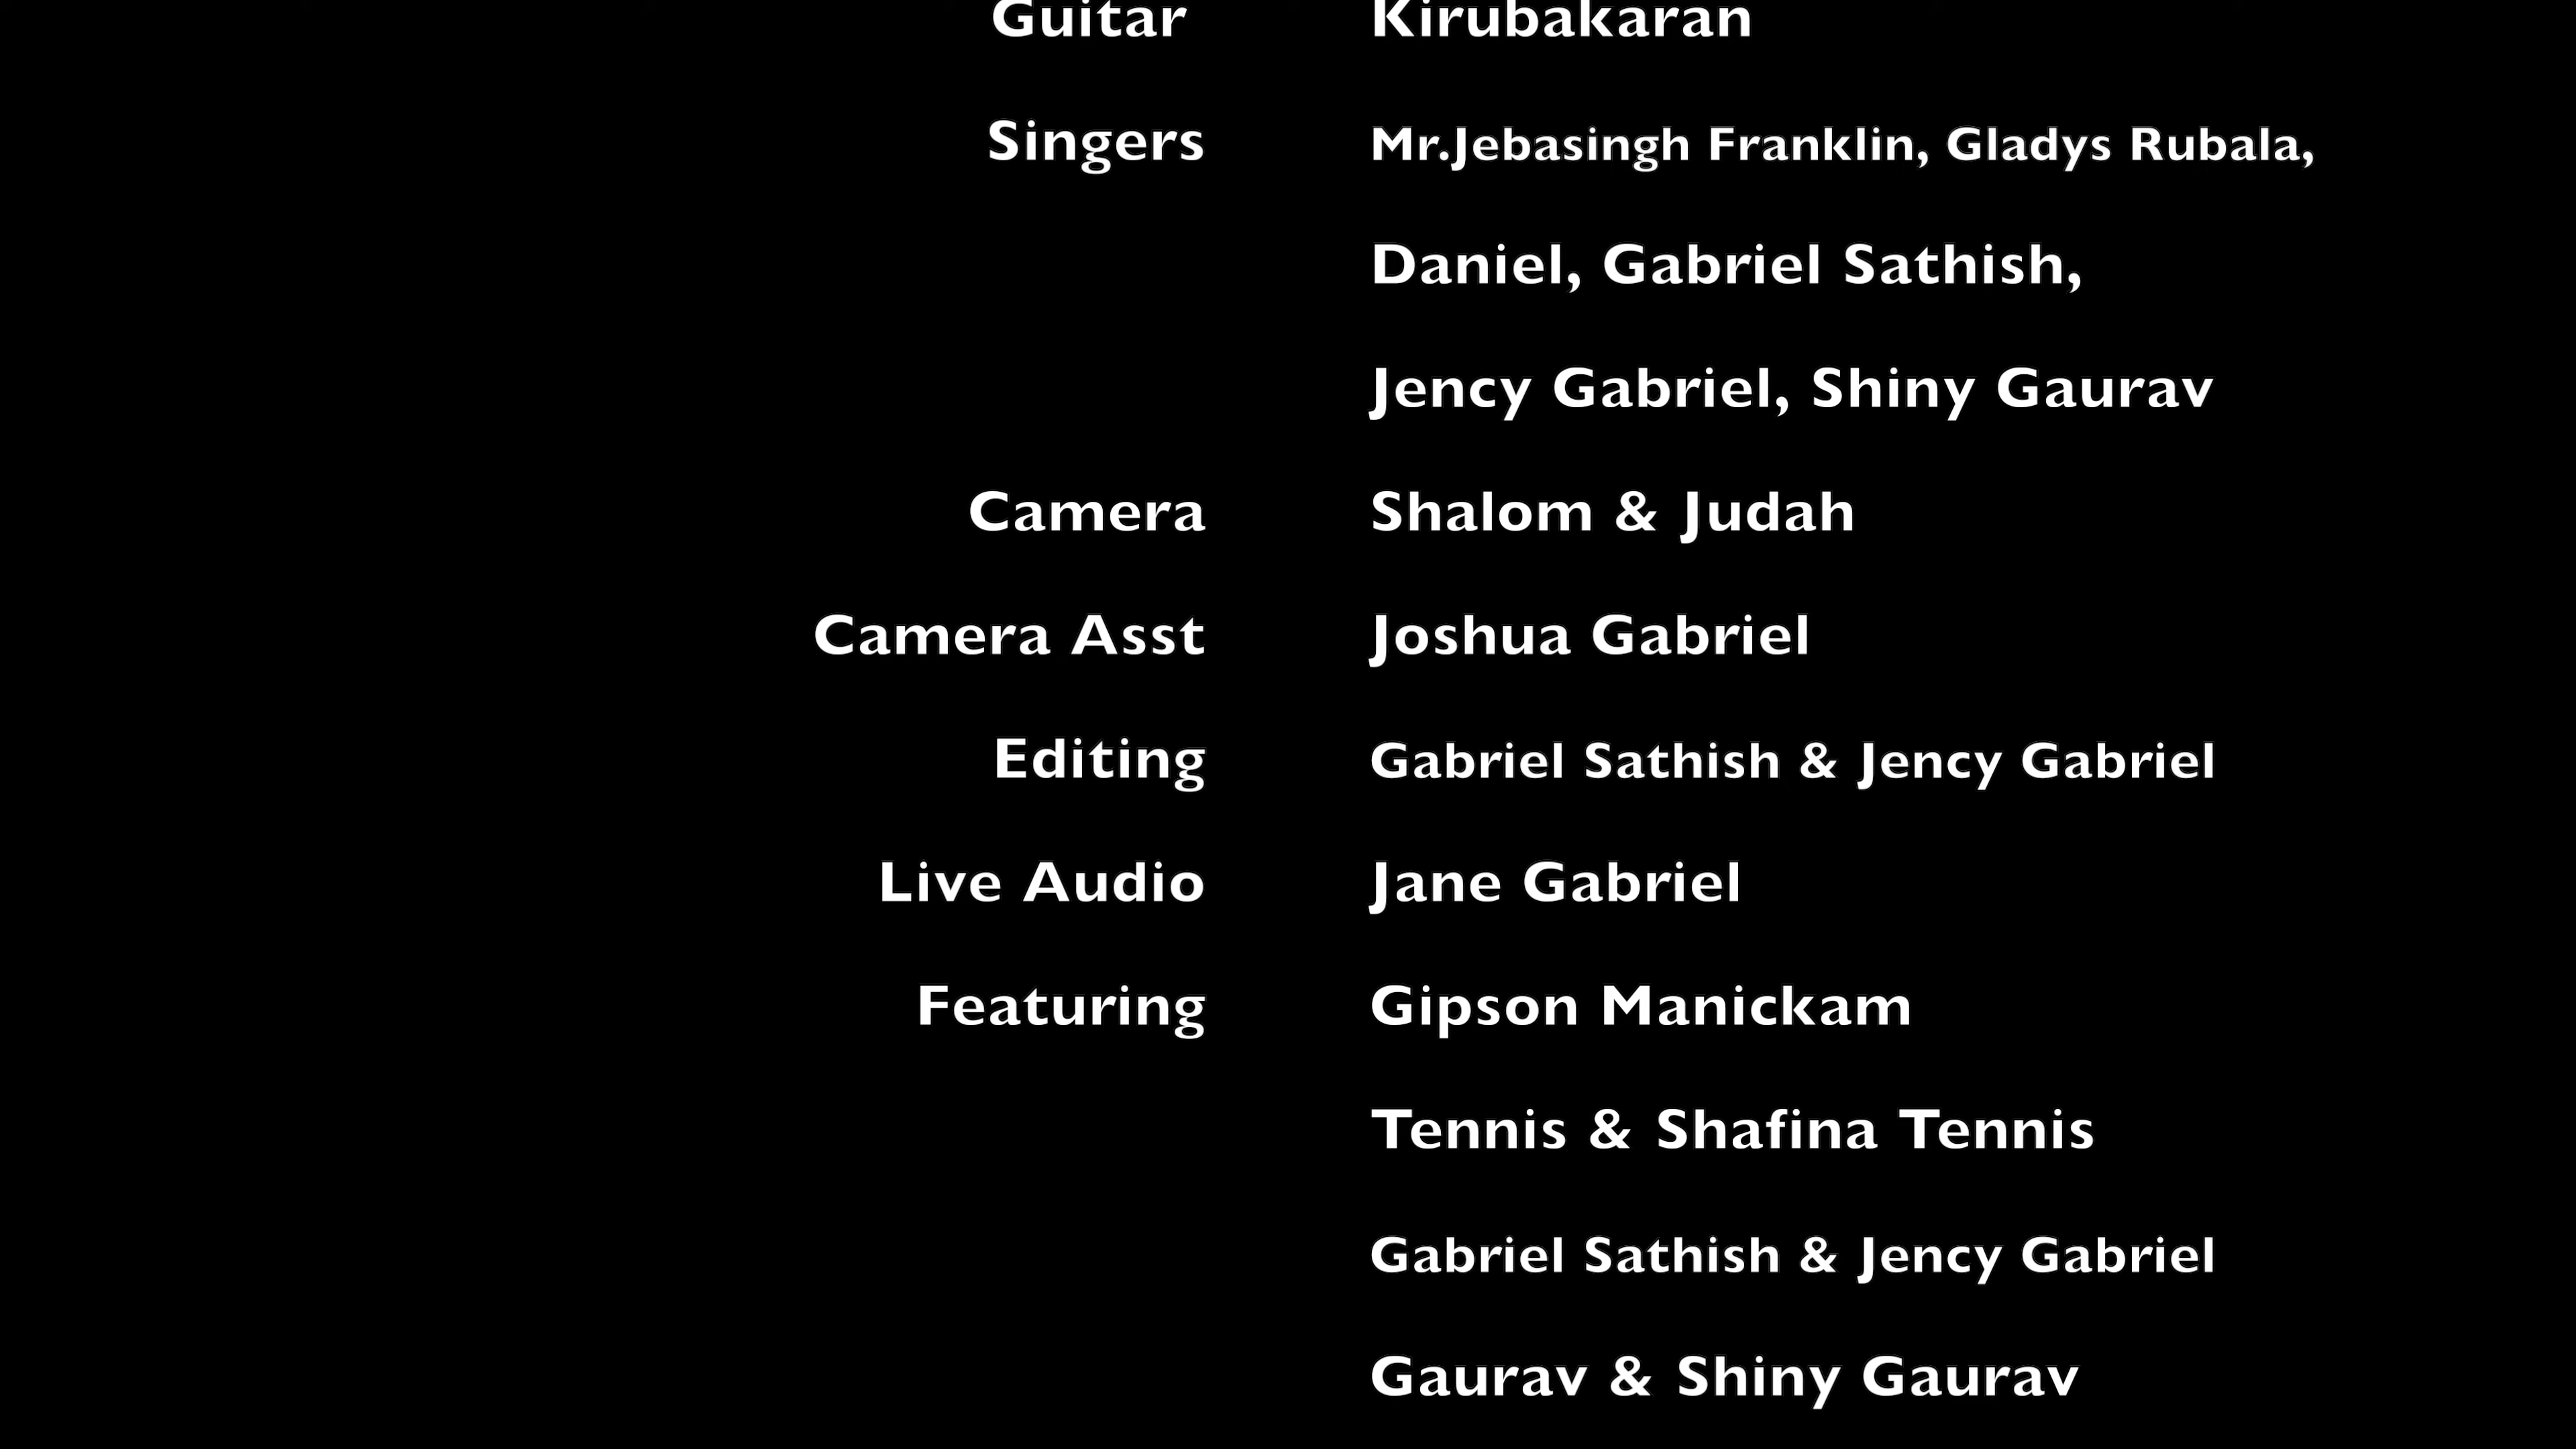 Guitar Kirubakaran
Singers Mr.Jebasingh Franklin, Gladys Rubala,
Daniel, Gabriel Sathish,
Jency Gabriel, Shiny Gaurav
Camera Shalom & Judah
Camera Asst Joshua Gabriel
Editing Gabriel Sathish & Jency Gabriel
Live Audio Jane Gabriel
Featuring Gipson Manickam
Tennis & Shafina Tennis
Gabriel Sathish & Jency Gabriel
Gaurav & Shiny Gaurav